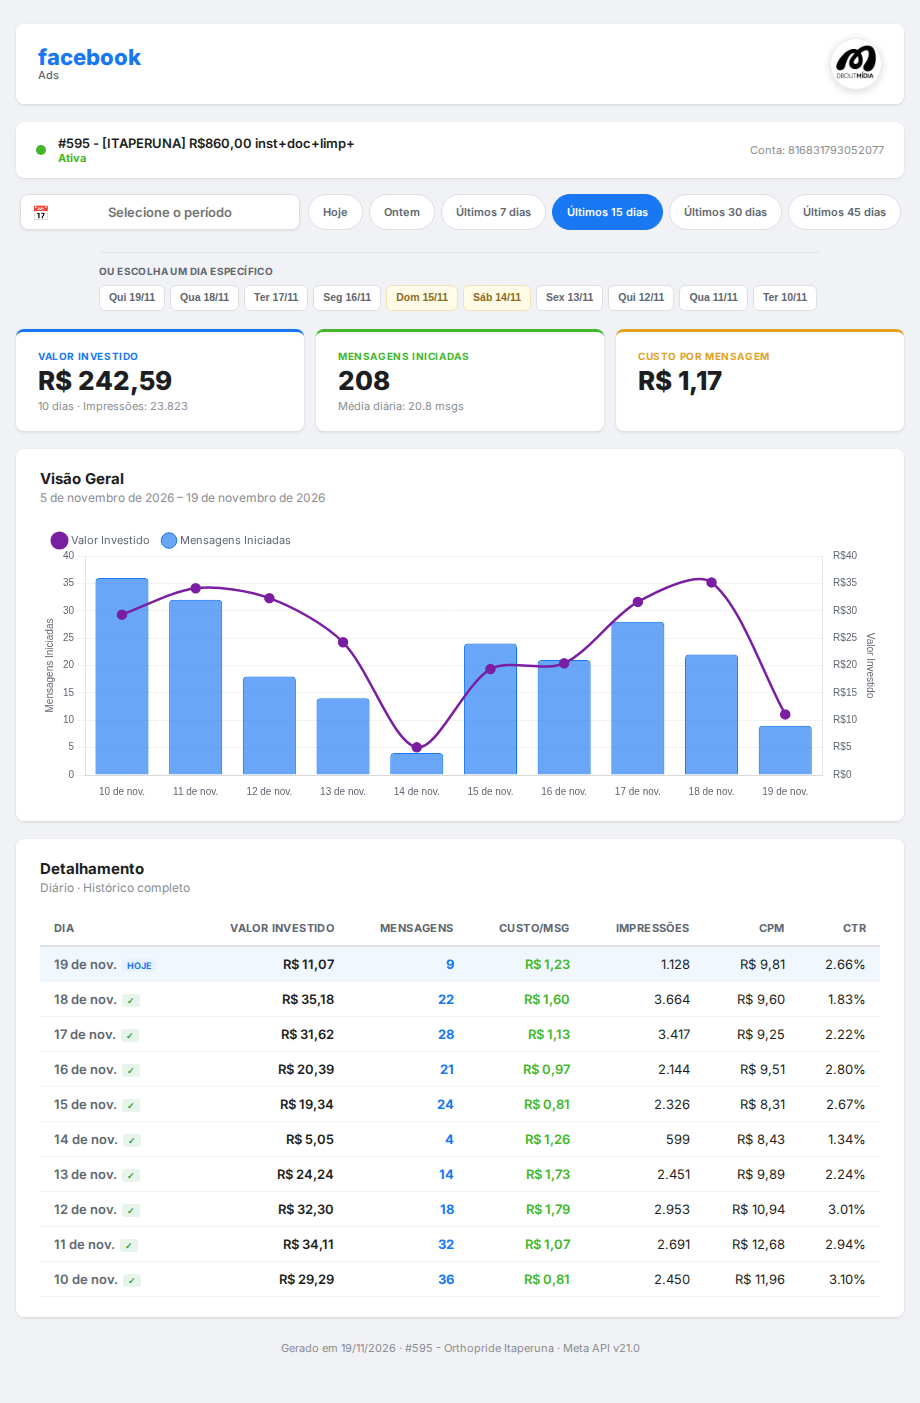 facebook
Ads
DBOUTMÍDIA
#595 - [ITAPERUNA] R$860,00 inst+doc+limp+
Ativa
Conta: 816831793052077
Selecione o período
Hoje
Ontem
Últimos 7 dias
Últimos 15 dias
Últimos 30 dias
Últimos 45 dias
OU ESCOLHA UM DIA ESPECÍFICO
Qui 19/11
Qua 18/11
Ter 17/11
Seg 16/11
Dom 15/11
Sáb 14/11
Sex 13/11
Qui 12/11
Qua 11/11
Ter 10/11
VALOR INVESTIDO
R$ 242,59
10 dias · Impressões: 23.823
MENSAGENS INICIADAS
208
Média diária: 20.8 msgs
CUSTO POR MENSAGEM
R$ 1,17
Visão Geral
5 de novembro de 2026 – 19 de novembro de 2026
Valor Investido
Mensagens Iniciadas
40
35
30
25
20
15
10
5
0
Mensagens Iniciadas
R$40
R$35
R$30
R$25
R$20
R$15
R$10
R$5
R$0
Valor Investido
10 de nov.
11 de nov.
12 de nov.
13 de nov.
14 de nov.
15 de nov.
16 de nov.
17 de nov.
18 de nov.
19 de nov.
Detalhamento
Diário · Histórico completo
DIA VALOR INVESTIDO MENSAGENS CUSTO/MSG IMPRESSÕES CPM CTR
19 de nov. HOJE R$ 11,07 9 R$ 1,23 1.128 R$ 9,81 2.66%
18 de nov. ✓ R$ 35,18 22 R$ 1,60 3.664 R$ 9,60 1.83%
17 de nov. ✓ R$ 31,62 28 R$ 1,13 3.417 R$ 9,25 2.22%
16 de nov. ✓ R$ 20,39 21 R$ 0,97 2.144 R$ 9,51 2.80%
15 de nov. ✓ R$ 19,34 24 R$ 0,81 2.326 R$ 8,31 2.67%
14 de nov. ✓ R$ 5,05 4 R$ 1,26 599 R$ 8,43 1.34%
13 de nov. ✓ R$ 24,24 14 R$ 1,73 2.451 R$ 9,89 2.24%
12 de nov. ✓ R$ 32,30 18 R$ 1,79 2.953 R$ 10,94 3.01%
11 de nov. ✓ R$ 34,11 32 R$ 1,07 2.691 R$ 12,68 2.94%
10 de nov. ✓ R$ 29,29 36 R$ 0,81 2.450 R$ 11,96 3.10%
Gerado em 19/11/2026 · #595 - Orthopride Itaperuna · Meta API v21.0